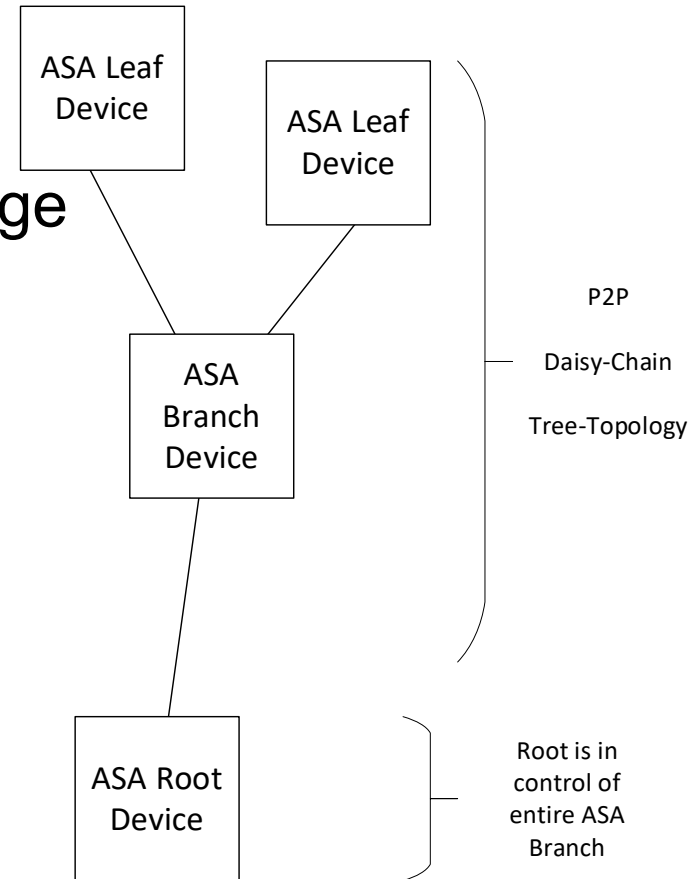 ASA Leaf
Device
ASA Leaf
Device
ge
P2P
Daisy-Chain
Tree-Topology
ASA
Branch
Device
ASA Root
Device
Root is in
control of
entire ASA
Branch